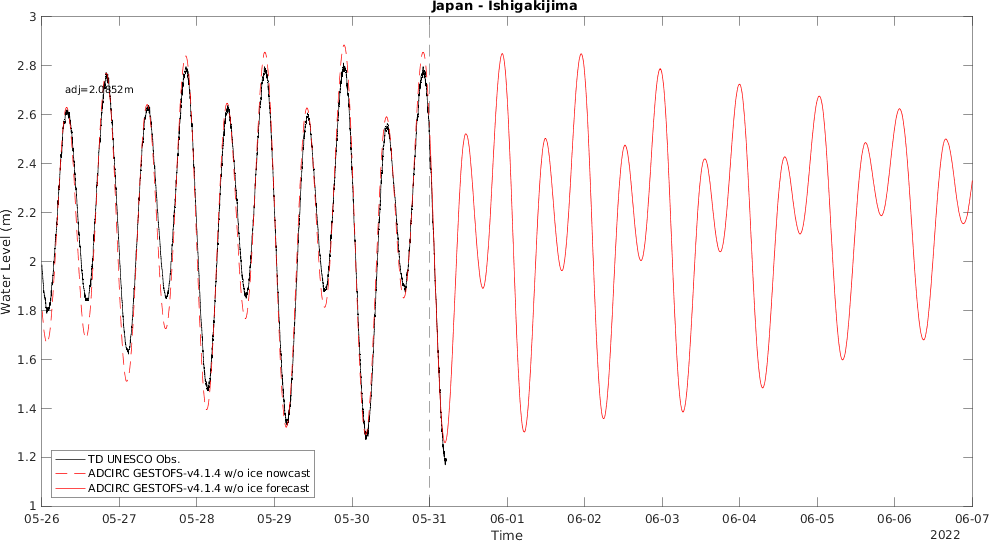 Japan - Ishigakijima
3
2.8
2.6
2.4
2.2
2
1.8
1.6
1.4
1.2
1
Water Level (m)
adj=2.0852m
TD UNESCO Obs.
ADCIRC GESTOFS-v4.1.4 w/o ice nowcast
ADCIRC GESTOFS-v4.1.4 w/o ice forecast
05-26 05-27 05-28 05-29 05-30 05-31 06-01 06-02 06-03 06-04 06-05 06-06 06-07
Time
2022